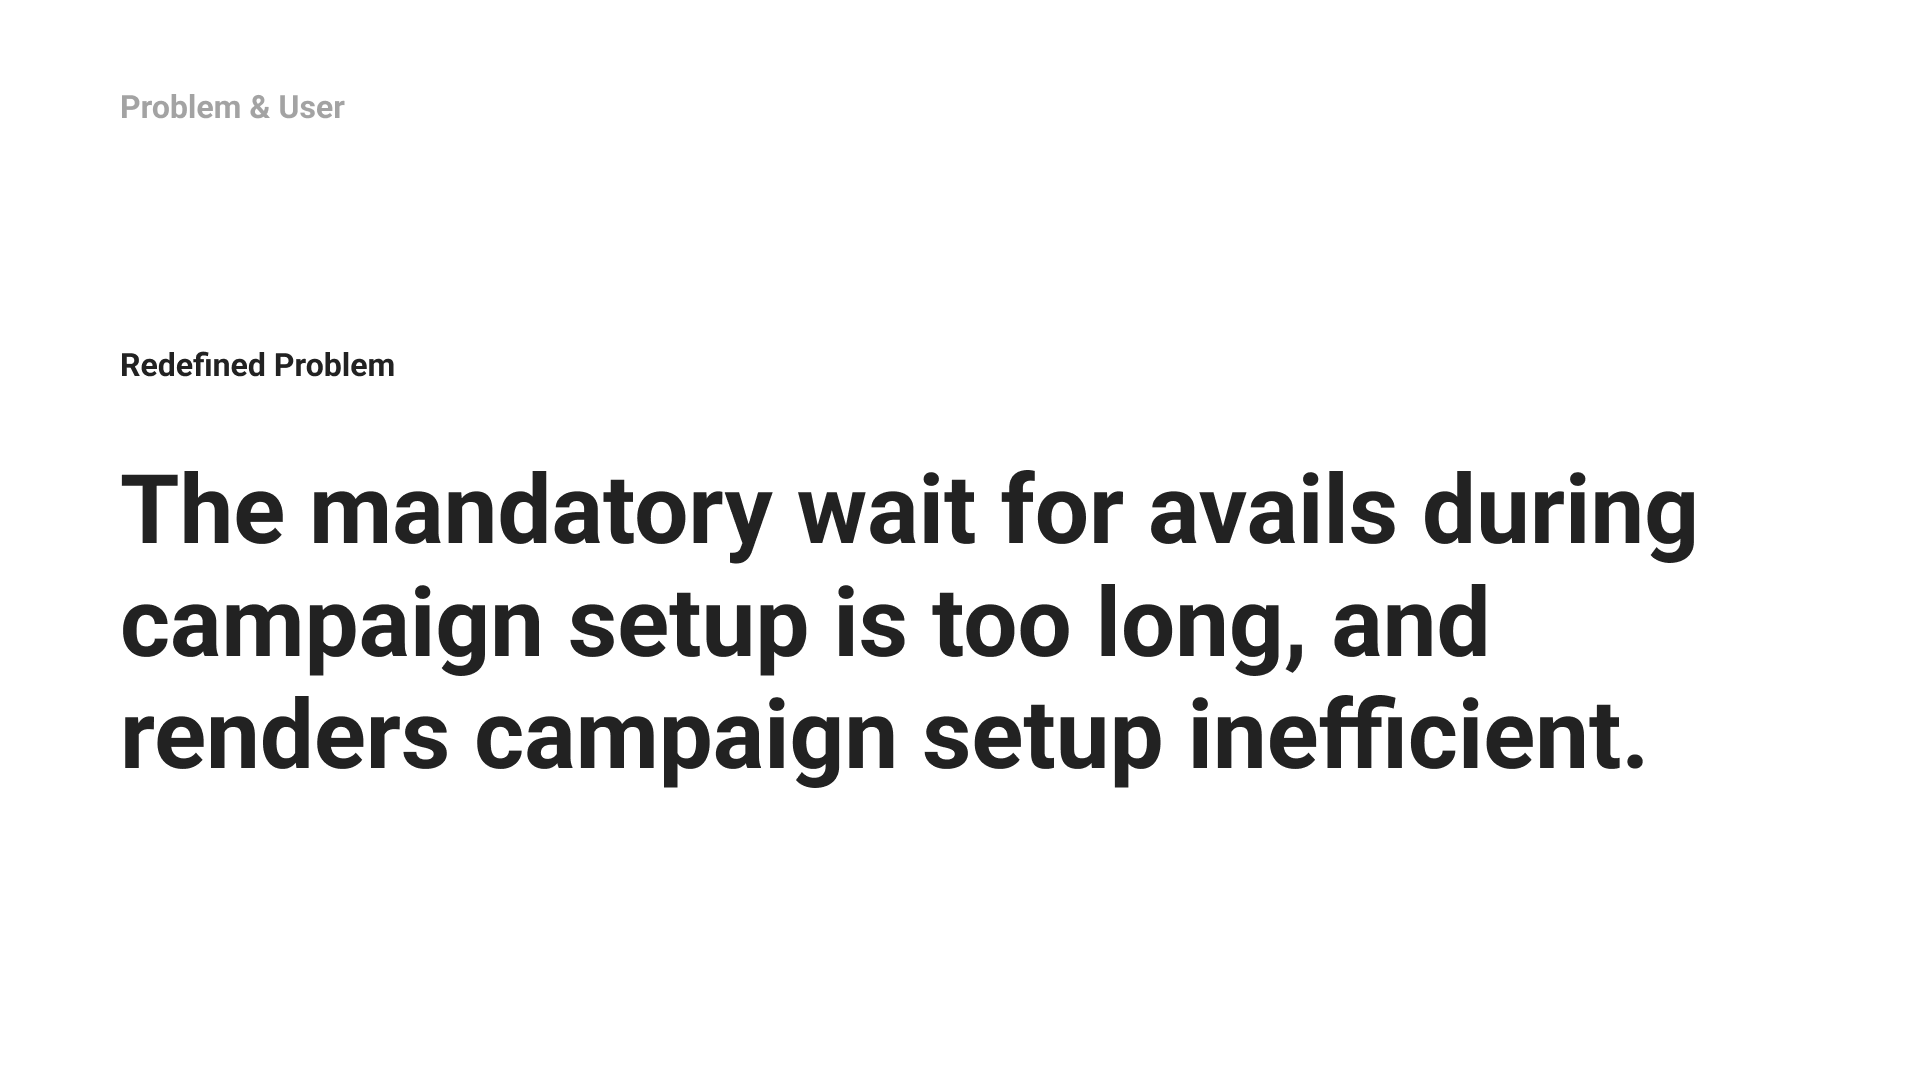 Problem & User
Redefined Problem
The mandatory wait for avails during
campaign setup is too long, and
renders campaign setup inefficient.